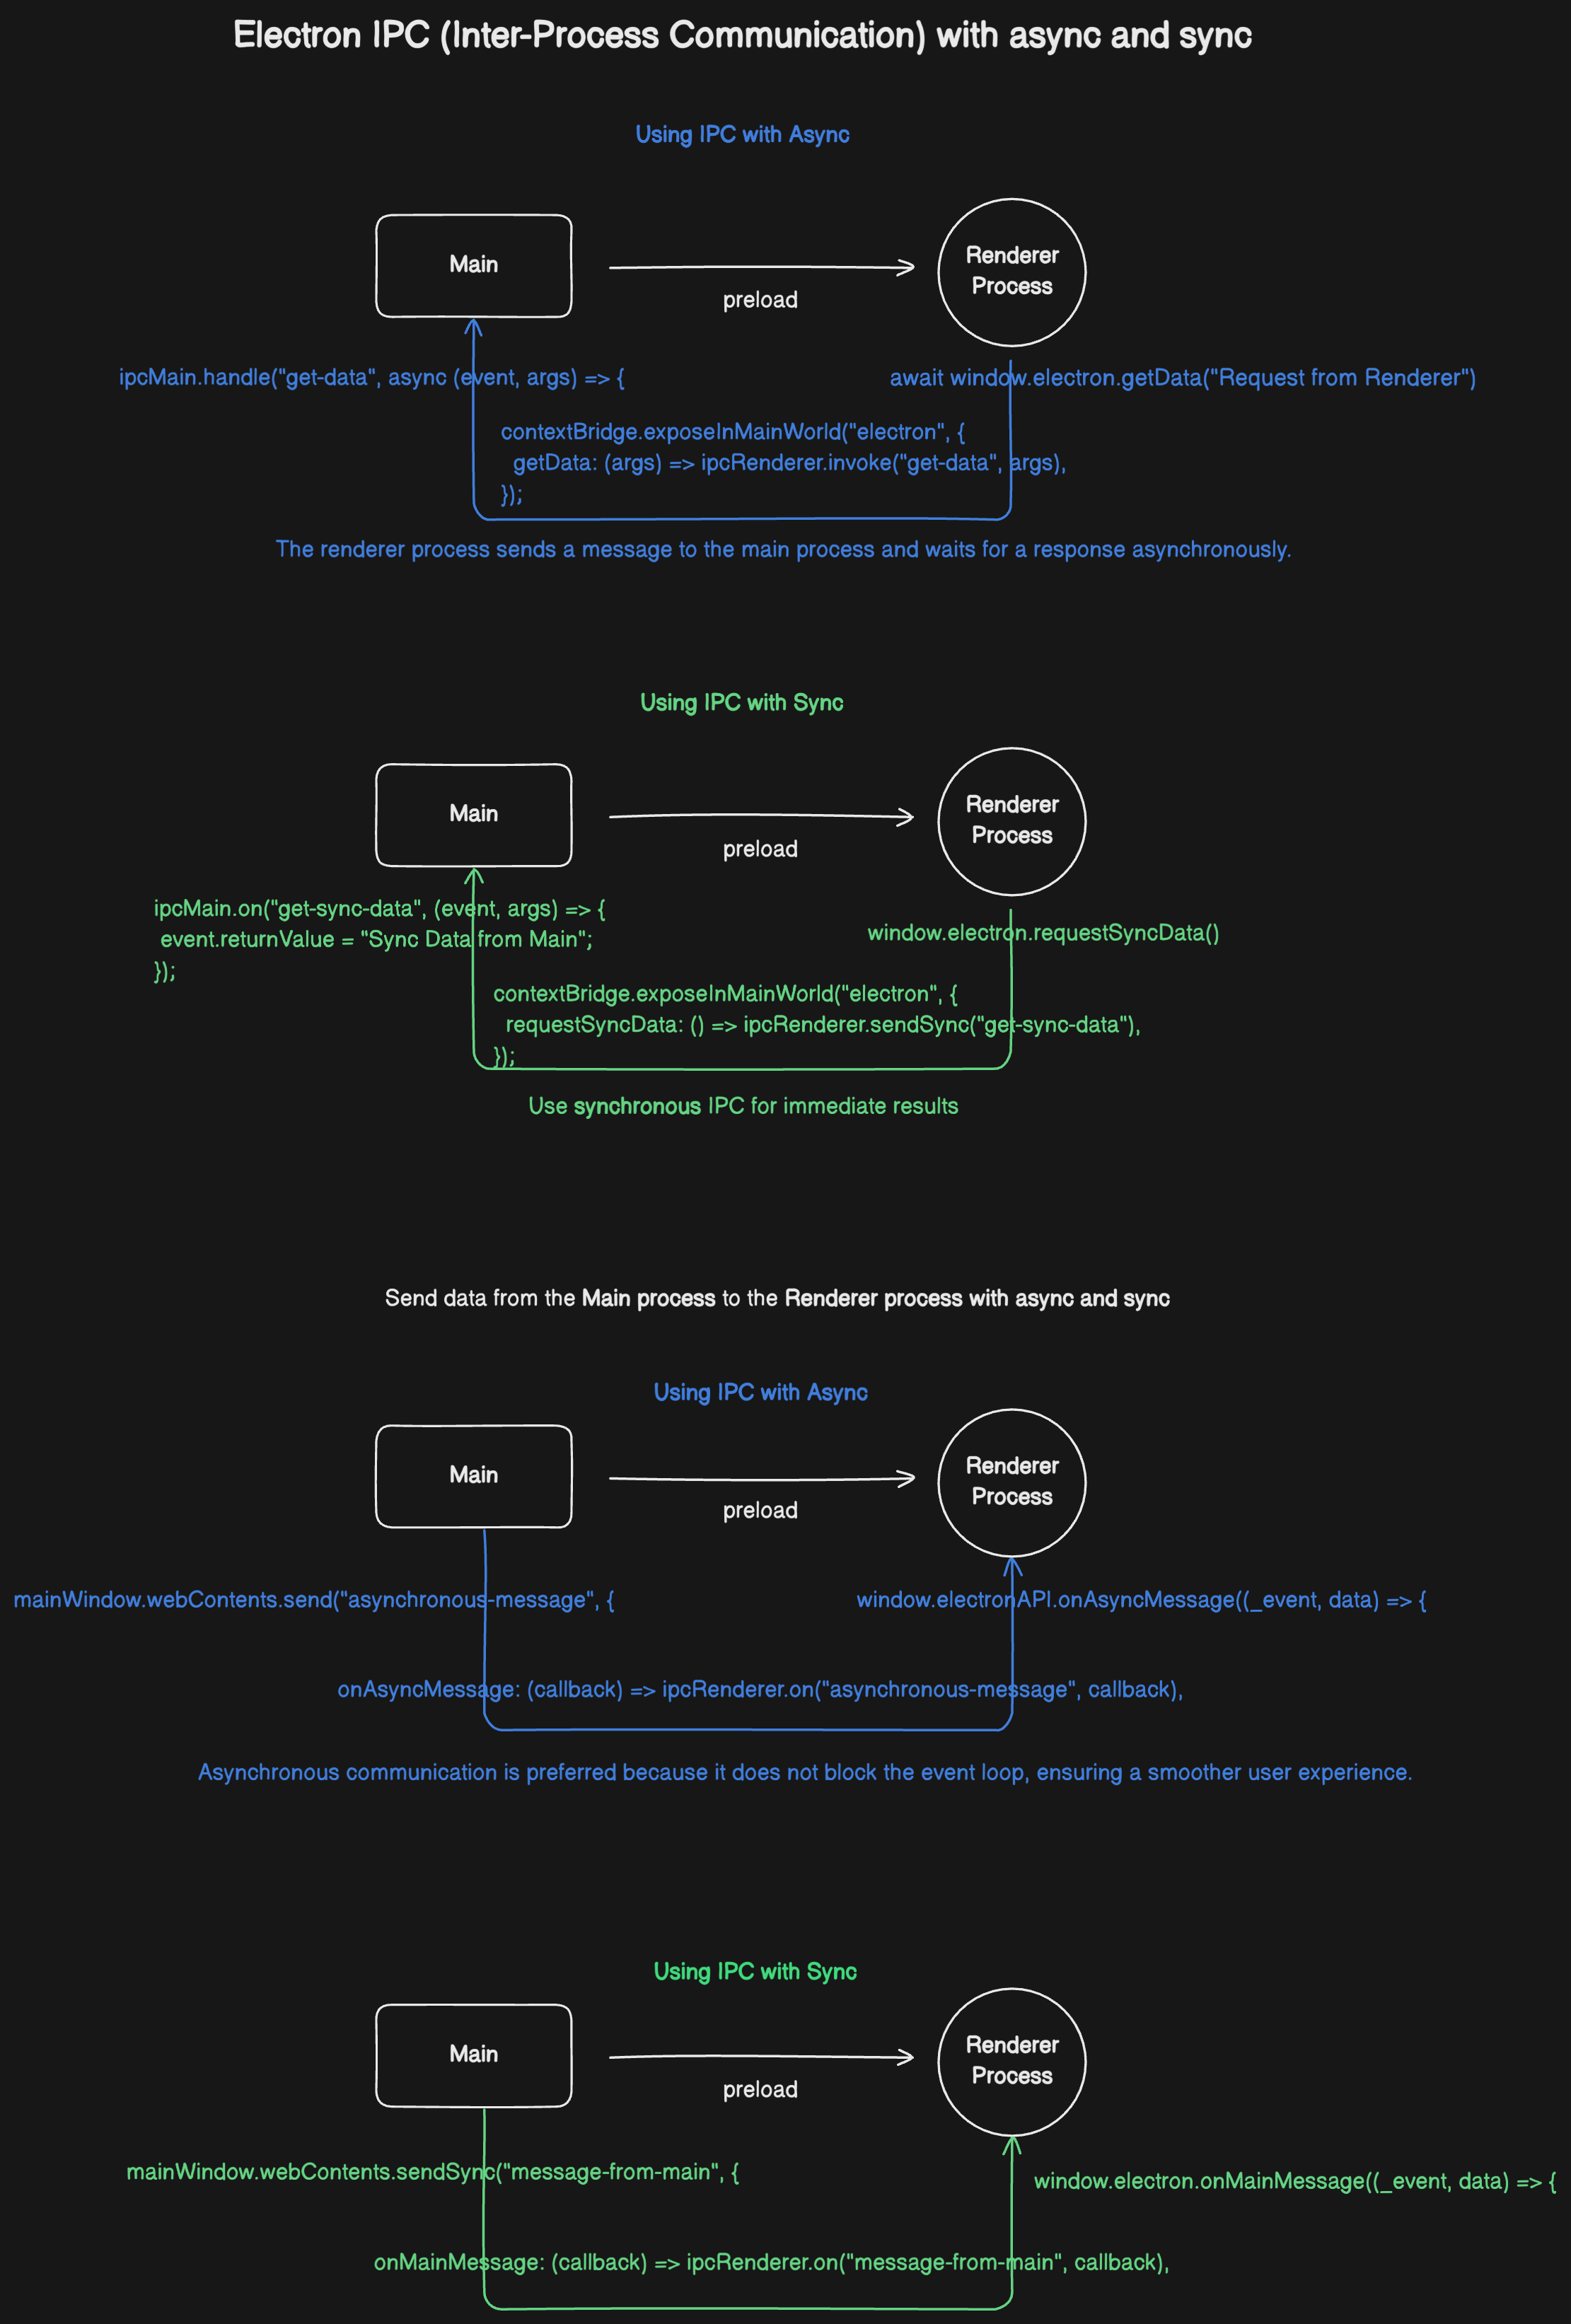 Electron IPC (Inter-Process Communication) with async and sync
Using IPC with Async
Main
preload
Renderer
Process
ipcMain.handle("get-data", async (event, args) => {
await window.electron.getData("Request from Renderer")
contextBridge.exposeInMainWorld("electron", {
getData: (args) => ipcRenderer.invoke("get-data", args),
});
The renderer process sends a message to the main process and waits for a response asynchronously.
Using IPC with Sync
Main
preload
Renderer
Process
ipcMain.on("get-sync-data", (event, args) => {
event.returnValue = "Sync Data from Main";
});
window.electron.requestSyncData()
contextBridge.exposeInMainWorld("electron", {
requestSyncData: () => ipcRenderer.sendSync("get-sync-data"),
});
Use synchronous IPC for immediate results
Send data from the Main process to the Renderer process with async and sync
Using IPC with Async
Main
preload
Renderer
Process
mainWindow.webContents.send("asynchronous-message", {
window.electronAPI.onAsyncMessage((_event, data) => {
onAsyncMessage: (callback) => ipcRenderer.on("asynchronous-message", callback),
Asynchronous communication is preferred because it does not block the event loop, ensuring a smoother user experience.
Using IPC with Sync
Main
preload
Renderer
Process
mainWindow.webContents.sendSync("message-from-main", {
window.electron.onMainMessage((_event, data) => {
onMainMessage: (callback) => ipcRenderer.on("message-from-main", callback),